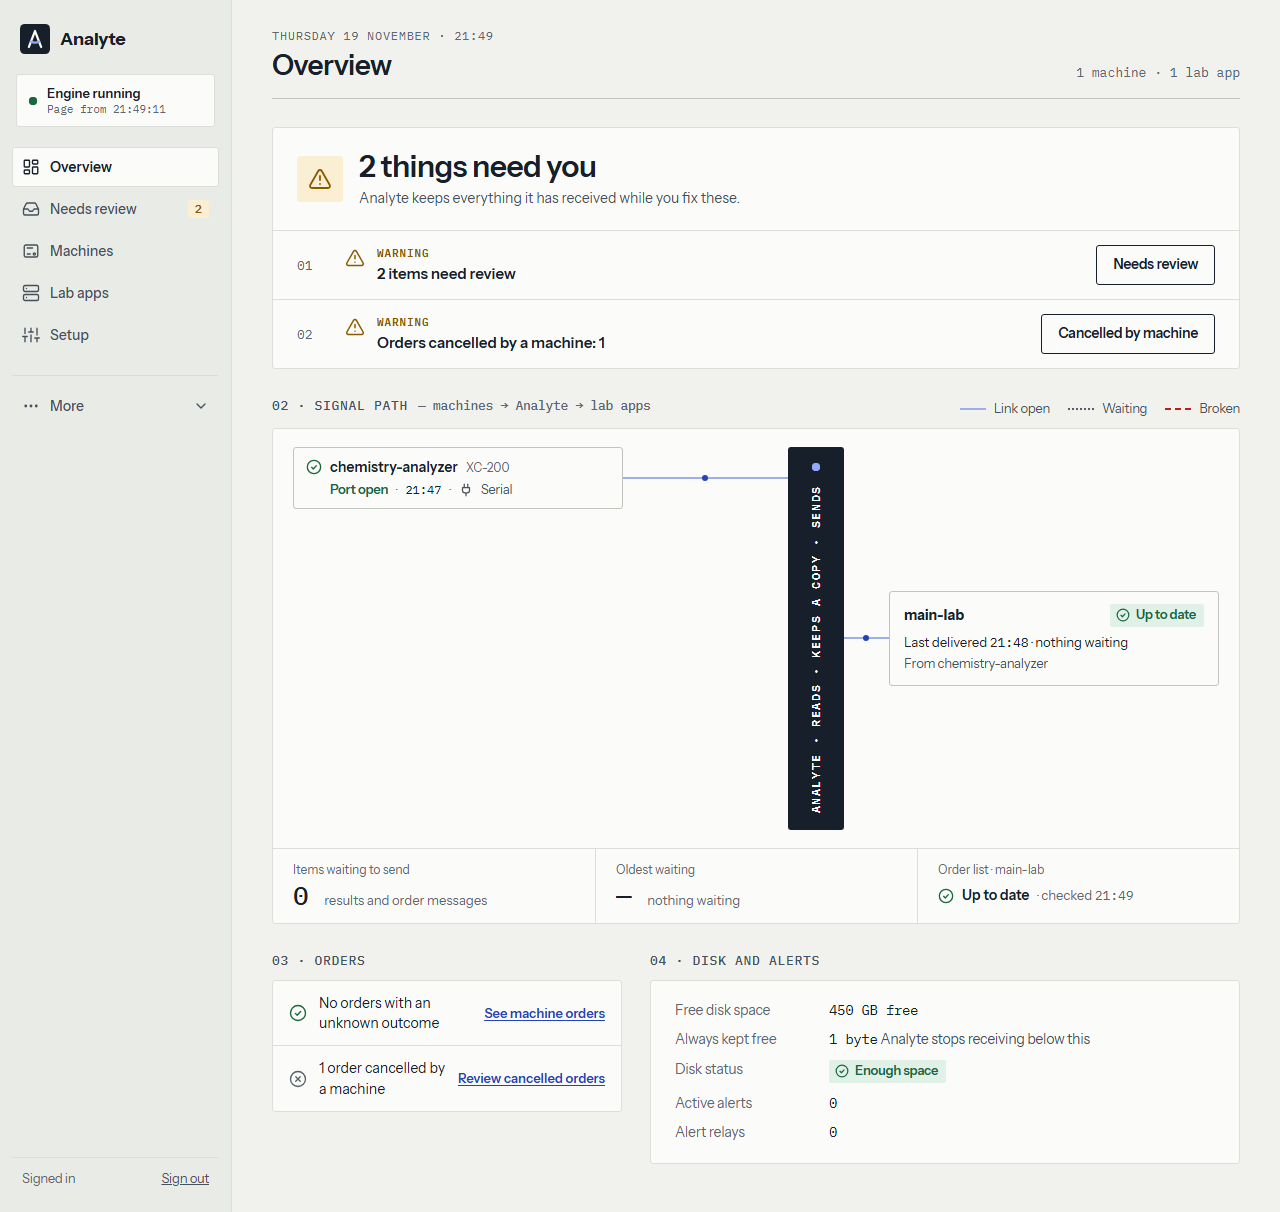 Analyte
Engine running
Page from 21:49:11
Overview
Needs review 2
Machines
Lab apps
Setup
More
Signed in Sign out
THURSDAY 19 NOVEMBER · 21:49
Overview
1 machine · 1 lab app
2 things need you
Analyte keeps everything it has received while you fix these.
01
WARNING
2 items need review
Needs review
02
WARNING
Orders cancelled by a machine: 1
Cancelled by machine
02 · SIGNAL PATH — machines → Analyte → lab apps
Link open Waiting Broken
chemistry-analyzer XC-200
Port open · 21:47 · Serial
ANALYTE · READS · KEEPS A COPY · SENDS
main-lab Up to date
Last delivered 21:48 · nothing waiting
From chemistry-analyzer
Items waiting to send
0 results and order messages
Oldest waiting
— nothing waiting
Order list · main-lab
Up to date · checked 21:49
03 · ORDERS
No orders with an
unknown outcome
See machine orders
1 order cancelled by
a machine
Review cancelled orders
04 · DISK AND ALERTS
Free disk space 450 GB free
Always kept free 1 byte Analyte stops receiving below this
Disk status Enough space
Active alerts 0
Alert relays 0